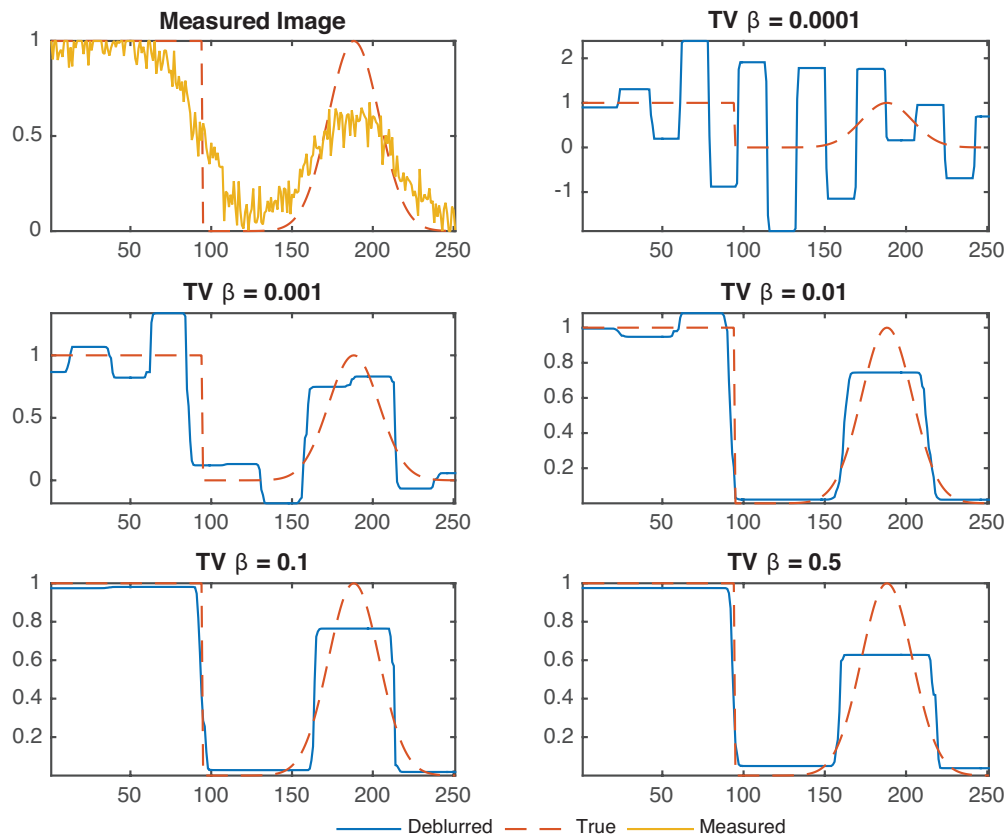 Measured Image
1
0.5
0
50 100 150 200 250
TV β = 0.0001
2
1
0
-1
50 100 150 200 250
TV β = 0.001
1
0.5
0
50 100 150 200 250
TV β = 0.01
1
0.8
0.6
0.4
0.2
50 100 150 200 250
TV β = 0.1
1
0.8
0.6
0.4
0.2
50 100 150 200 250
TV β = 0.5
1
0.8
0.6
0.4
0.2
50 100 150 200 250
Deblurred True Measured